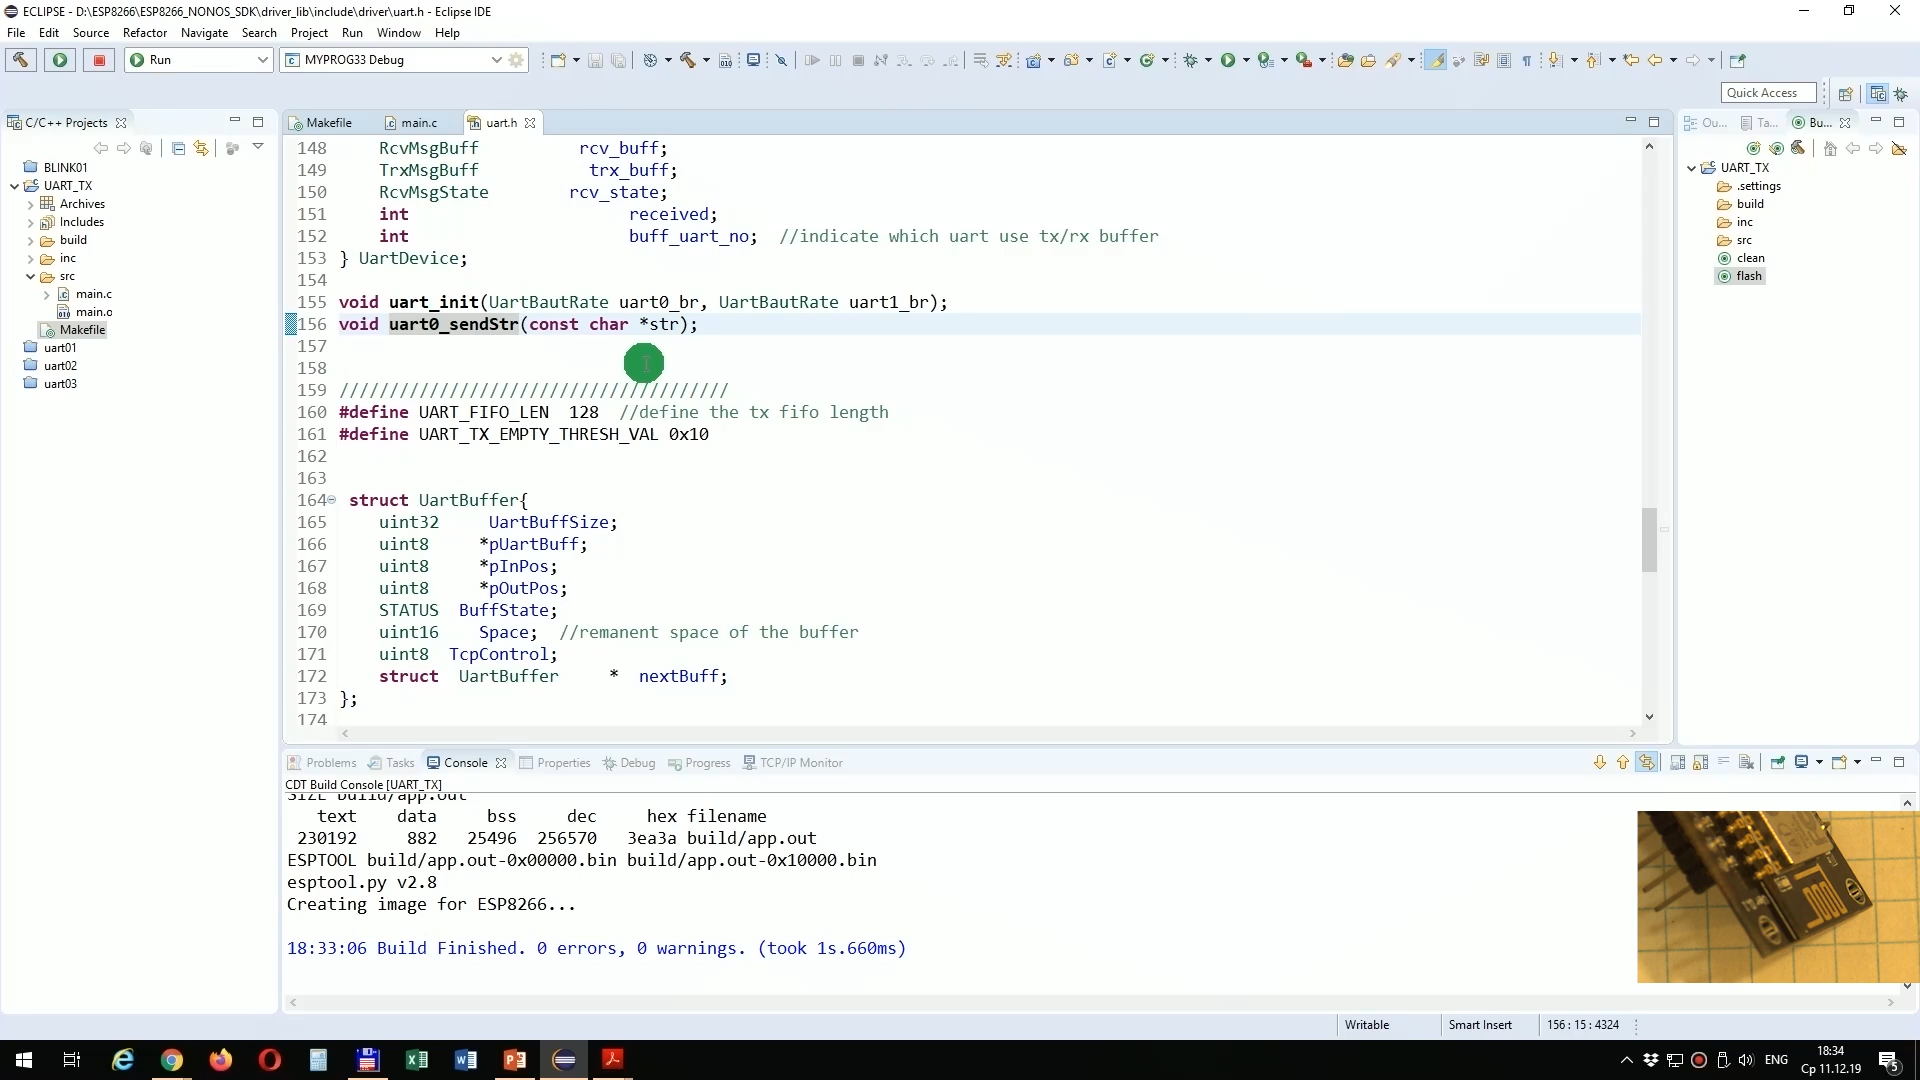 ECLIPSE - D:\ESP8266\ESP8266_NONOS_SDK\driver_lib\include\driver\uart.h - Eclipse IDE
File Edit Source Refactor Navigate Search Project Run Window Help
Run MYPROG33 Debug
Quick Access
C/C++ Projects
Makefile main.c uart.h
Ou... Ta... Bu...
BLINK01
UART_TX
Archives
Includes
build
inc
src
main.c
main.o
Makefile
uart01
uart02
uart03
148 RcvMsgBuff rcv_buff;
149 TrxMsgBuff trx_buff;
150 RcvMsgState rcv_state;
151 int received;
152 int buff_uart_no; //indicate which uart use tx/rx buffer
153 } UartDevice;
154
155 void uart_init(UartBautRate uart0_br, UartBautRate uart1_br);
156 void uart0_sendStr(const char *str);
157
158
159 ///////////////////////////////////////
160 #define UART_FIFO_LEN 128 //define the tx fifo length
161 #define UART_TX_EMPTY_THRESH_VAL 0x10
162
163
164 struct UartBuffer{
165 uint32 UartBuffSize;
166 uint8 *pUartBuff;
167 uint8 *pInPos;
168 uint8 *pOutPos;
169 STATUS BuffState;
170 uint16 Space; //remanent space of the buffer
171 uint8 TcpControl;
172 struct UartBuffer * nextBuff;
173 };
174
UART_TX
.settings
build
inc
src
clean
flash
Problems Tasks Console Properties Debug Progress TCP/IP Monitor
CDT Build Console [UART_TX]
SIZE build/app.out
text data bss dec hex filename
230192 882 25496 256570 3ea3a build/app.out
ESPTOOL build/app.out-0x00000.bin build/app.out-0x10000.bin
esptool.py v2.8
Creating image for ESP8266...
18:33:06 Build Finished. 0 errors, 0 warnings. (took 1s.660ms)
Writable Smart Insert 156 : 15 : 4324
ENG
18:34
Ср 11.12.19
5